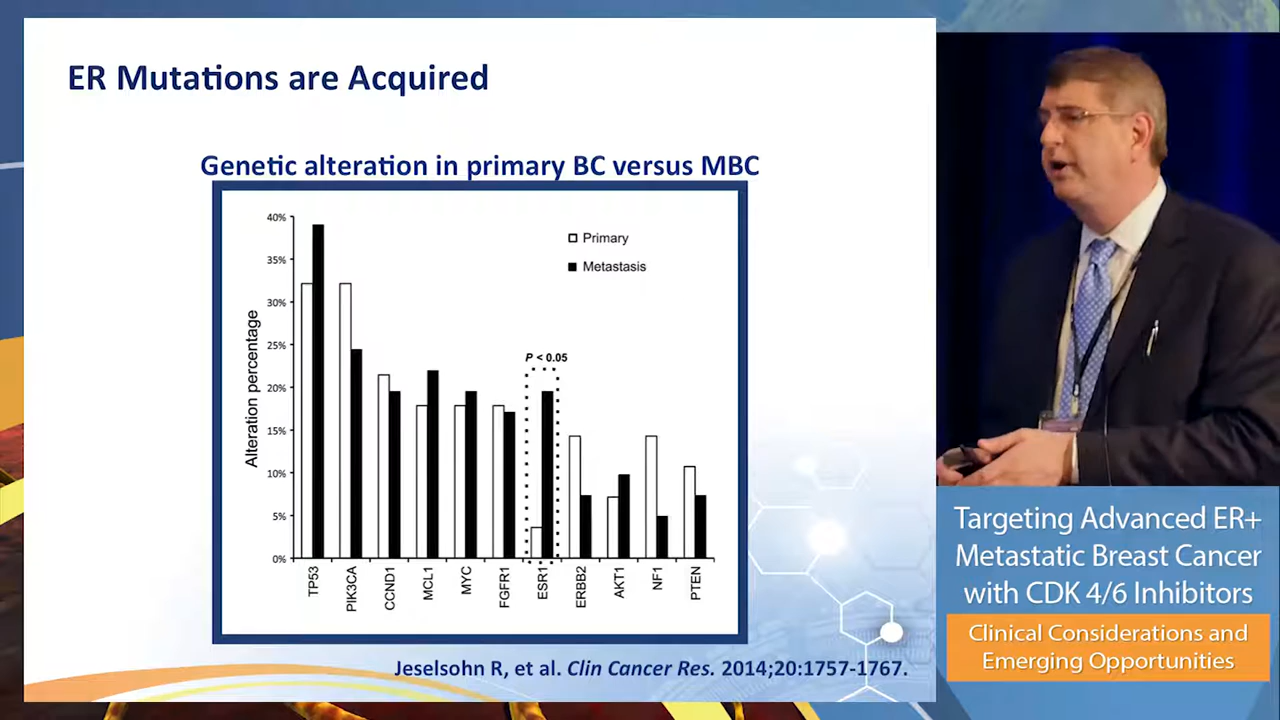 ER Mutations are Acquired
Genetic alteration in primary BC versus MBC
40%
35%
30%
25%
20%
15%
10%
5%
0%
Alteration percentage
Primary
Metastasis
P < 0.05
TP53
PIK3CA
CCND1
MCL1
MYC
FGFR1
ESR1
ERBB2
AKT1
NF1
PTEN
Jeselsohn R, et al. Clin Cancer Res. 2014;20:1757-1767.
Targeting Advanced ER+
Metastatic Breast Cancer
with CDK 4/6 Inhibitors
Clinical Considerations and
Emerging Opportunities